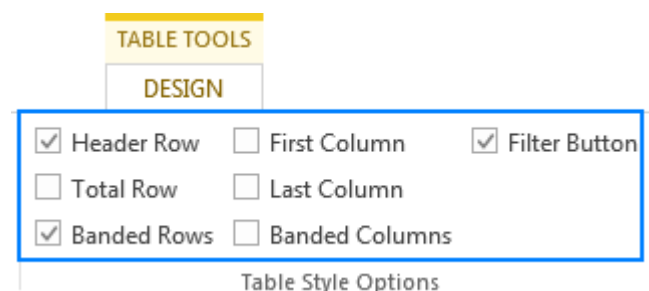 TABLE TOOLS
DESIGN
Header Row First Column Filter Button
Total Row Last Column
Banded Rows Banded Columns
Table Style Options